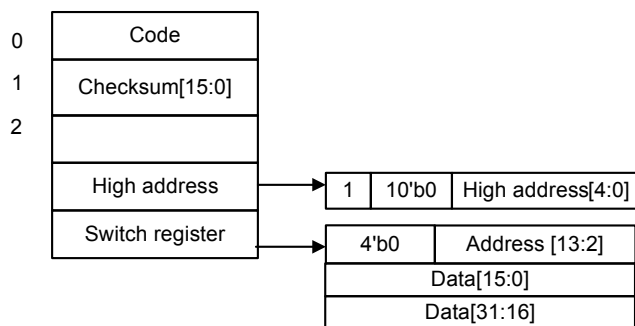 0
Code
1
Checksum[15:0]
2
High address
1 10'b0 High address[4:0]
Switch register
4'b0 Address [13:2]
Data[15:0]
Data[31:16]